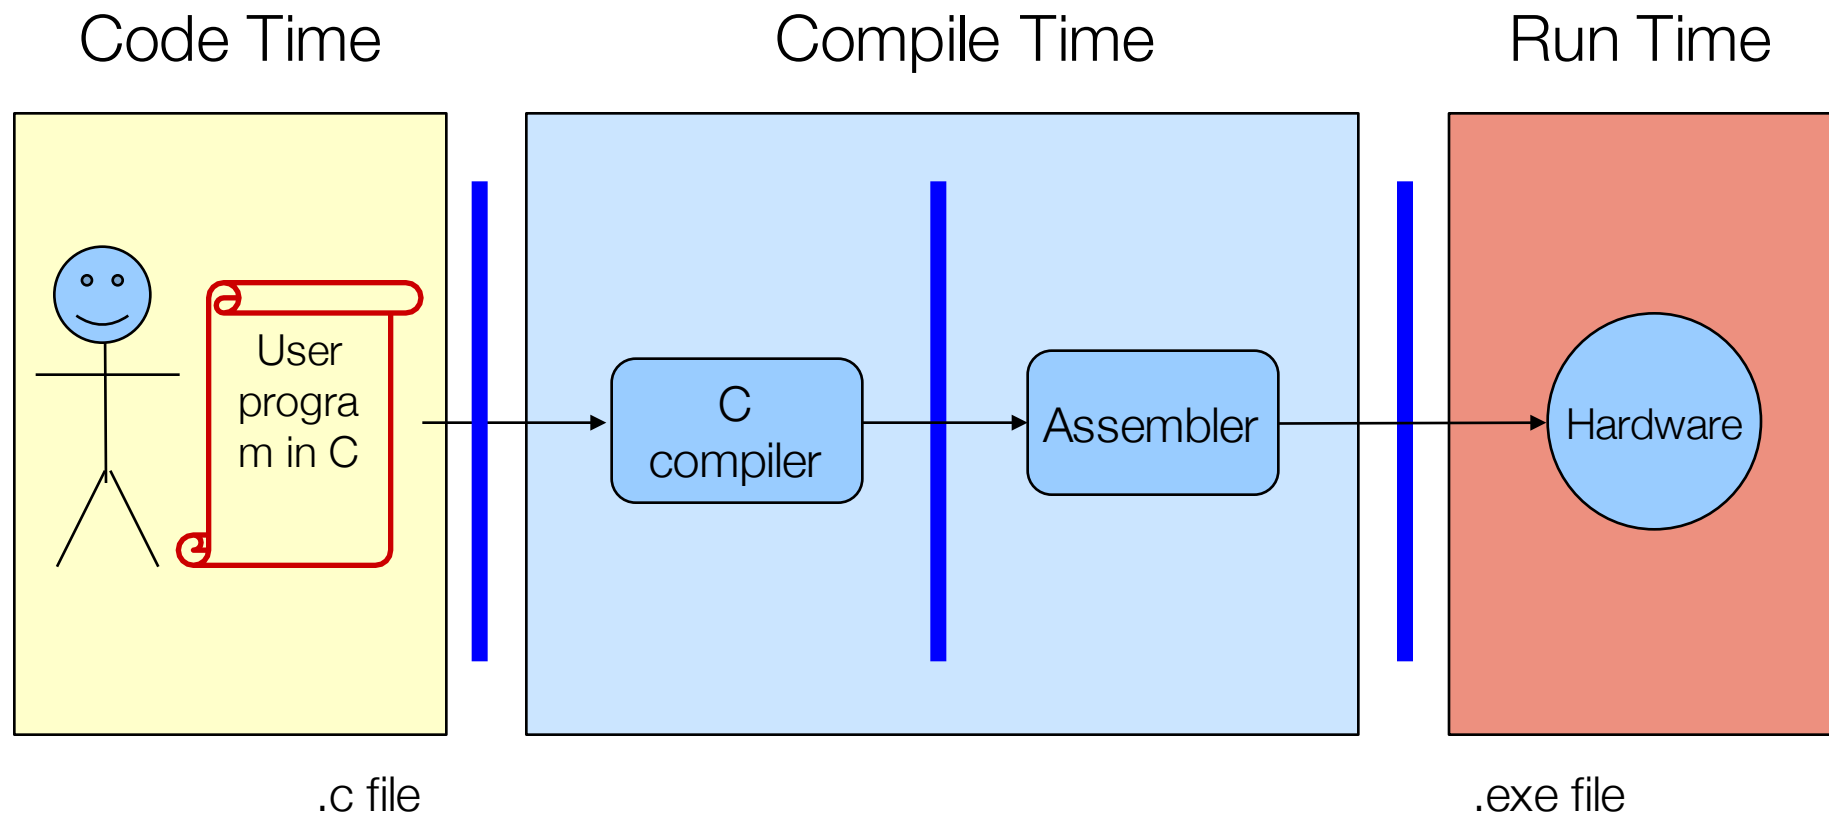 Code Time
Compile Time
Run Time
User
progra
m in C
C
compiler
Assembler
Hardware
.c file
.exe file